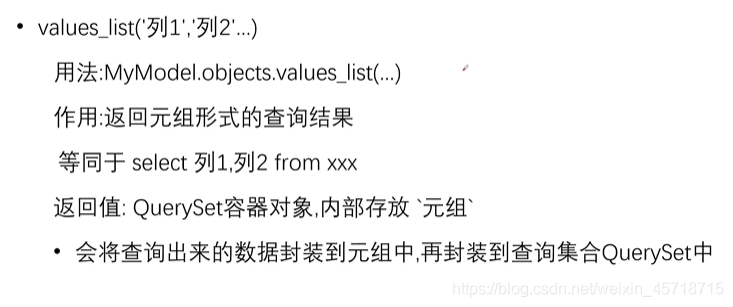 • values_list('列1','列2'...)
用法:MyModel.objects.values_list(...)
作用:返回元组形式的查询结果
等同于 select 列1,列2 from xxx
返回值: QuerySet容器对象,内部存放 `元组`
• 会将查询出来的数据封装到元组中,再封装到查询集合QuerySet中
https://blog.csdn.net/weixin_45718715